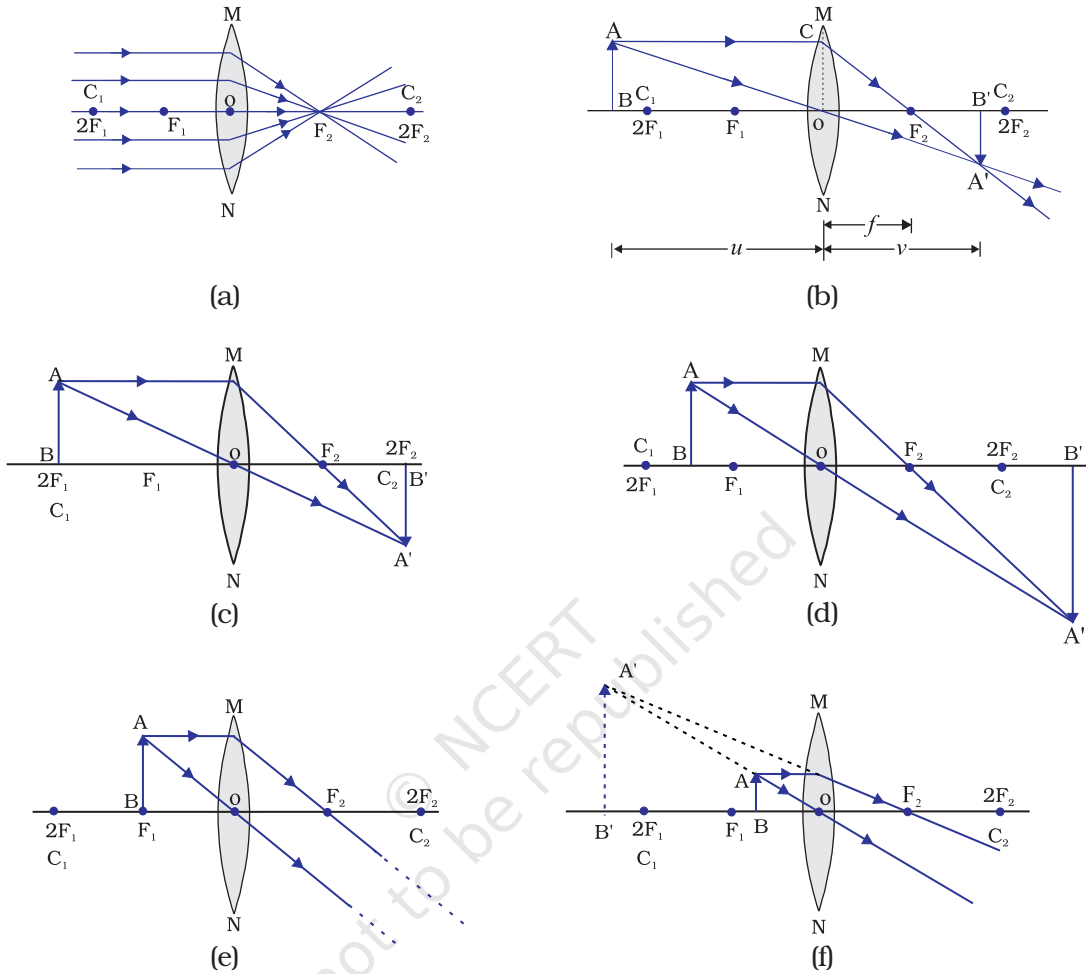 M
C₁ O C₂
2F₁ F₁ F₂ 2F₂
N
(a)
M
A C
B C₁ B' C₂
2F₁ F₁ O F₂ 2F₂
A'
N
f
u v
(b)
M
A
B O F₂ 2F₂
2F₁ F₁ C₂ B'
C₁
A'
N
(c)
M
A
C₁ B O F₂ 2F₂ B'
2F₁ F₁ C₂
N
A'
(d)
M
A
B O F₂ 2F₂
2F₁ F₁ C₂
C₁
N
(e)
A'
M
A
O F₂ 2F₂
B' 2F₁ F₁ B C₂
C₁
N
(f)
© NCERT
not to be republished